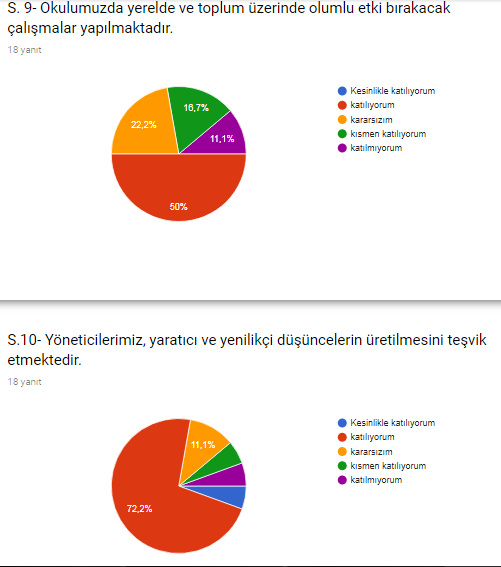 S. 9- Okulumuzda yerelde ve toplum üzerinde olumlu etki bırakacak
çalışmalar yapılmaktadır.
18 yanıt
16,7%
22,2%
11,1%
50%
Kesinlikle katılıyorum
katılıyorum
kararsızım
kısmen katılıyorum
katılmıyorum
S.10- Yöneticilerimiz, yaratıcı ve yenilikçi düşüncelerin üretilmesini teşvik
etmektedir.
18 yanıt
11,1%
72,2%
Kesinlikle katılıyorum
katılıyorum
kararsızım
kısmen katılıyorum
katılmıyorum